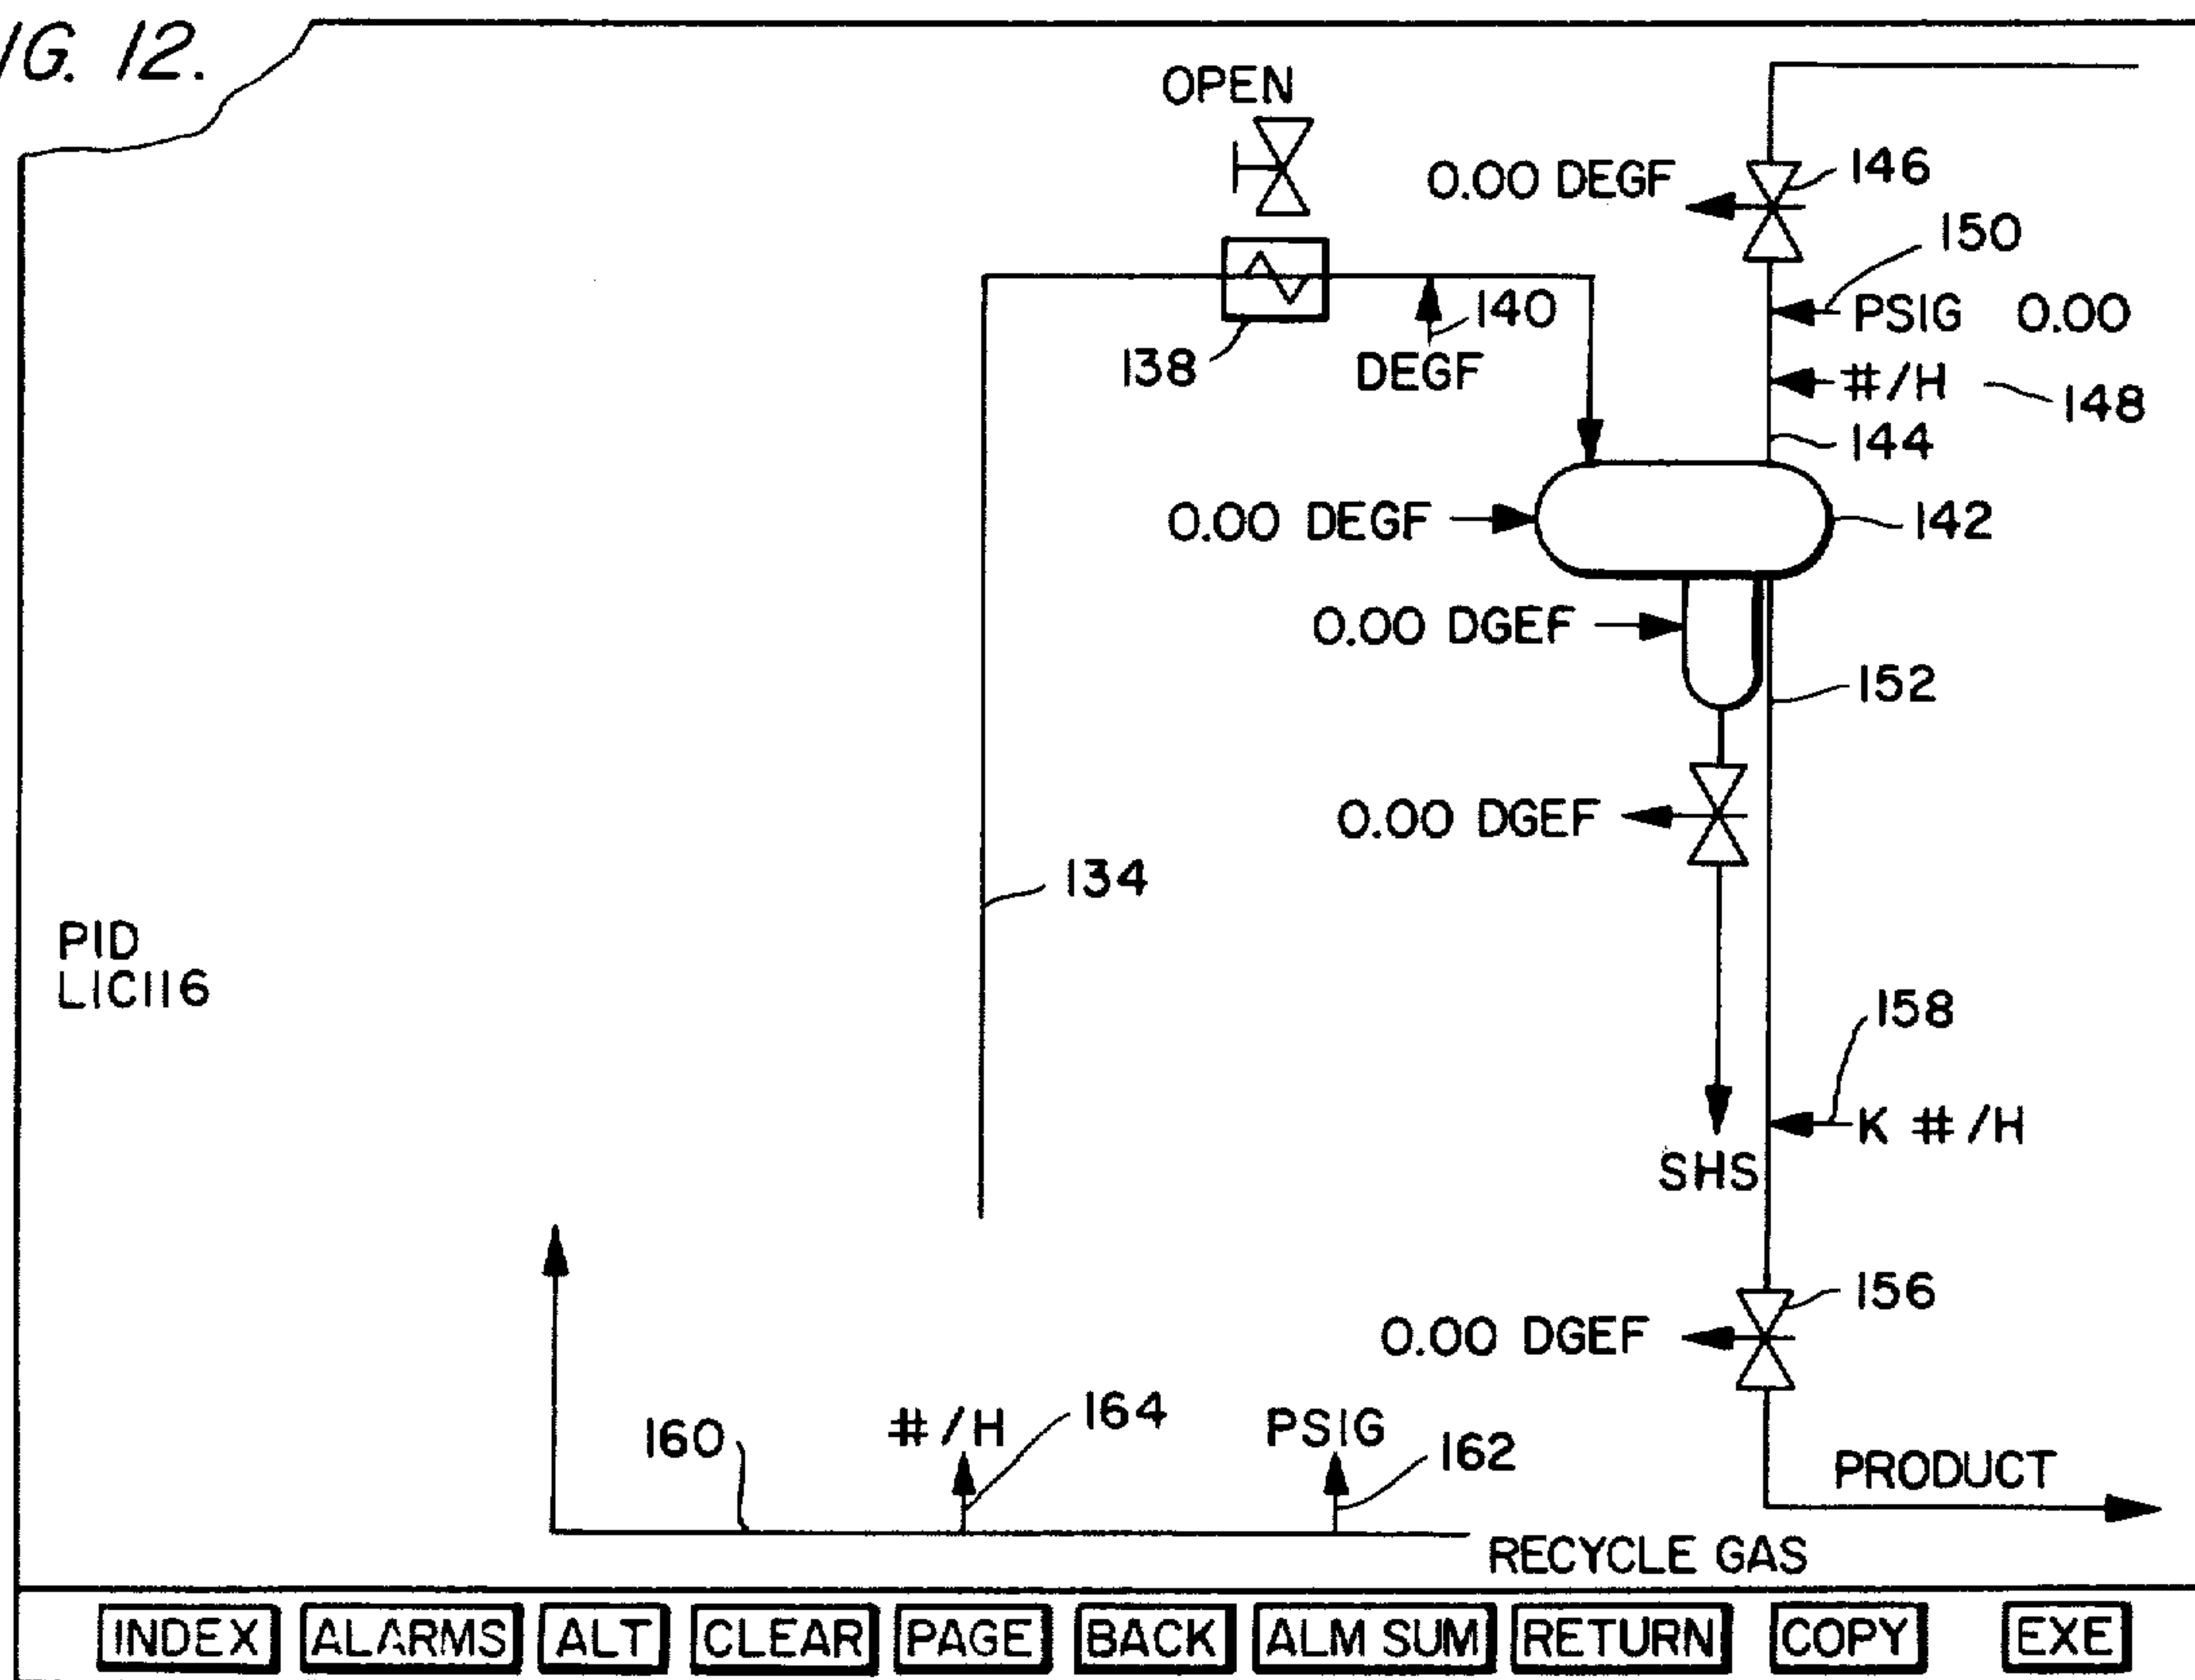 IG. 12.
OPEN
0.00 DEGF
146
150
PSIG 0.00
140
138
DEGF
#/H
148
144
0.00 DEGF
142
0.00 DGEF
152
0.00 DGEF
134
PID
LIC116
158
K #/H
SHS
156
0.00 DGEF
160
#/H
164
PSIG
162
PRODUCT
RECYCLE GAS
INDEX ALARMS ALT CLEAR PAGE BACK ALM SUM RETURN COPY EXE